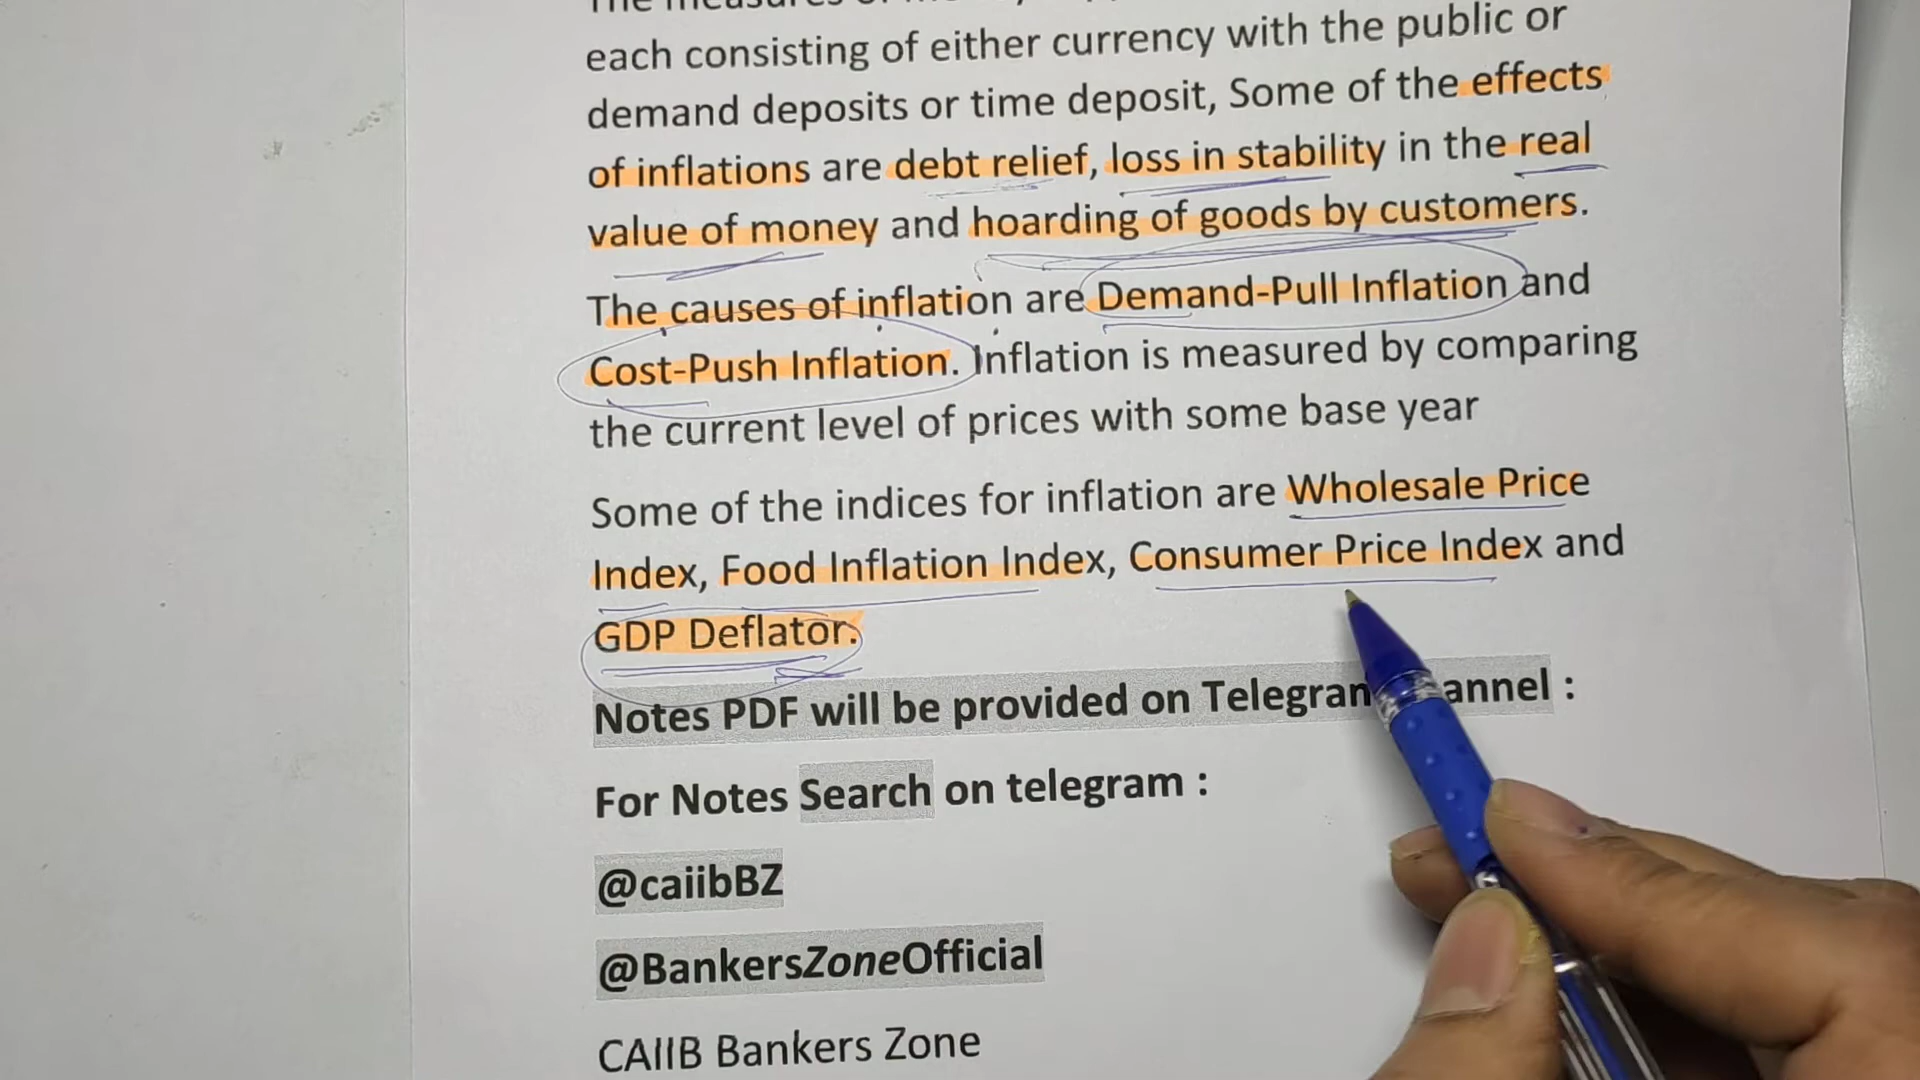 The measures of
each consisting of either currency with the public or
demand deposits or time deposit, Some of the effects
of inflations are debt relief, loss in stability in the real
value of money and hoarding of goods by customers.
The causes of inflation are Demand-Pull Inflation and
Cost-Push Inflation. Inflation is measured by comparing
the current level of prices with some base year
Some of the indices for inflation are Wholesale Price
Index, Food Inflation Index, Consumer Price Index and
GDP Deflator.
Notes PDF will be provided on Telegram :
For Notes Search on telegram :
@caiibBZ
@BankersZoneOfficial
CAIIB Bankers Zone